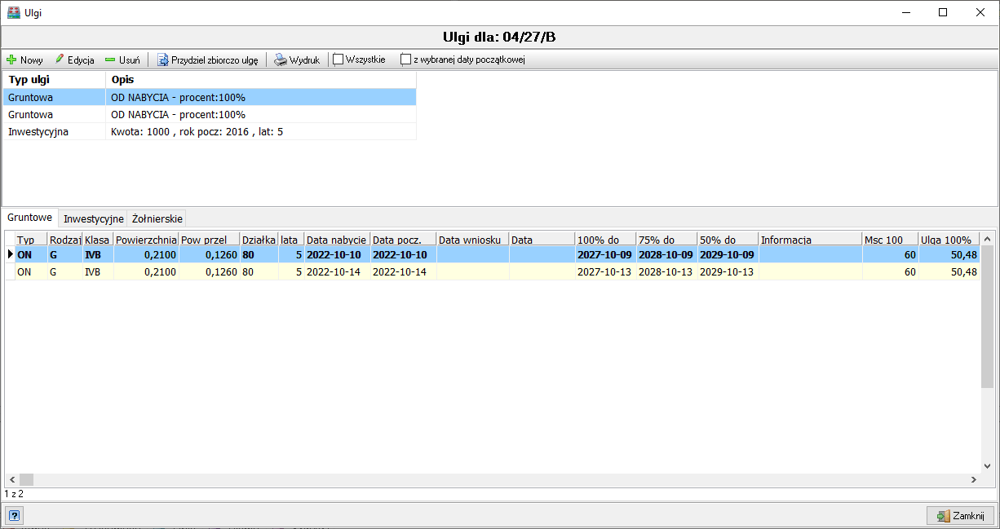 Ulgi
Ulgi dla: 04/27/B
Nowy Edycja Usuń Przydziel zbiorczo ulgę Wydruk Wszystkie z wybranej daty początkowej
Typ ulgi Opis
Gruntowa OD NABYCIA - procent:100%
Gruntowa OD NABYCIA - procent:100%
Inwestycyjna Kwota: 1000 , rok pocz: 2016 , lat: 5
Gruntowe Inwestycyjne Żołnierskie
Typ Rodzaj Klasa Powierzchnia Pow przel Działka lata Data nabycie Data pocz. Data wniosku Data 100% do 75% do 50% do Informacja Msc 100 Ulga 100%
ON G IVB 0,2100 0,1260 80 5 2022-10-10 2022-10-10 2027-10-09 2028-10-09 2029-10-09 60 50,48
ON G IVB 0,2100 0,1260 80 5 2022-10-14 2022-10-14 2027-10-13 2028-10-13 2029-10-13 60 50,48
1 z 2
? Zamknij